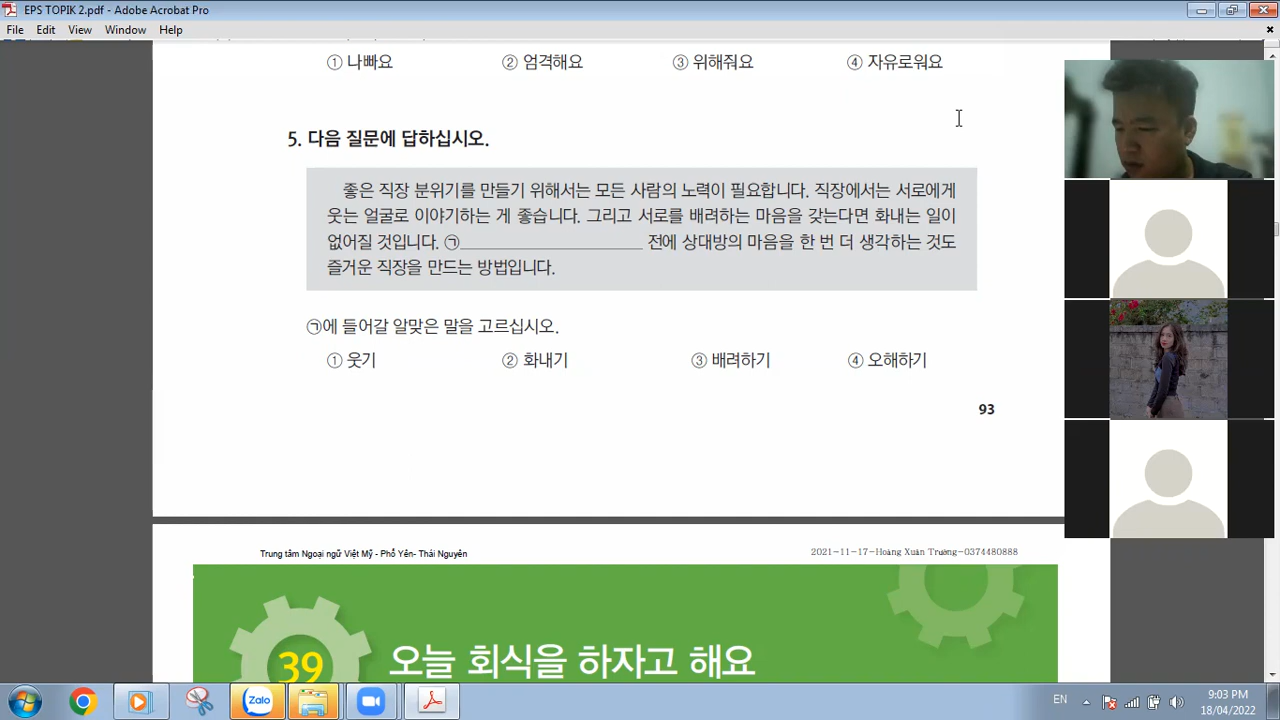 EPS TOPIK 2.pdf - Adobe Acrobat Pro
File Edit View Window Help
① 나빠요 ② 엄격해요 ③ 위해줘요 ④ 자유로워요
5. 다음 질문에 답하십시오.
좋은 직장 분위기를 만들기 위해서는 모든 사람의 노력이 필요합니다. 직장에서는 서로에게
웃는 얼굴로 이야기하는 게 좋습니다. 그리고 서로를 배려하는 마음을 갖는다면 화내는 일이
없어질 것입니다. ㉠ 전에 상대방의 마음을 한 번 더 생각하는 것도
즐거운 직장을 만드는 방법입니다.
㉠에 들어갈 알맞은 말을 고르십시오.
① 웃기 ② 화내기 ③ 배려하기 ④ 오해하기
93
Trung tâm Ngoại ngữ Việt Mỹ - Phổ Yên- Thái Nguyên 2021-11-17-Hoàng Xuân Trường-0374480888
39 오늘 회식을 하자고 해요
Zalo
EN
9:03 PM
18/04/2022